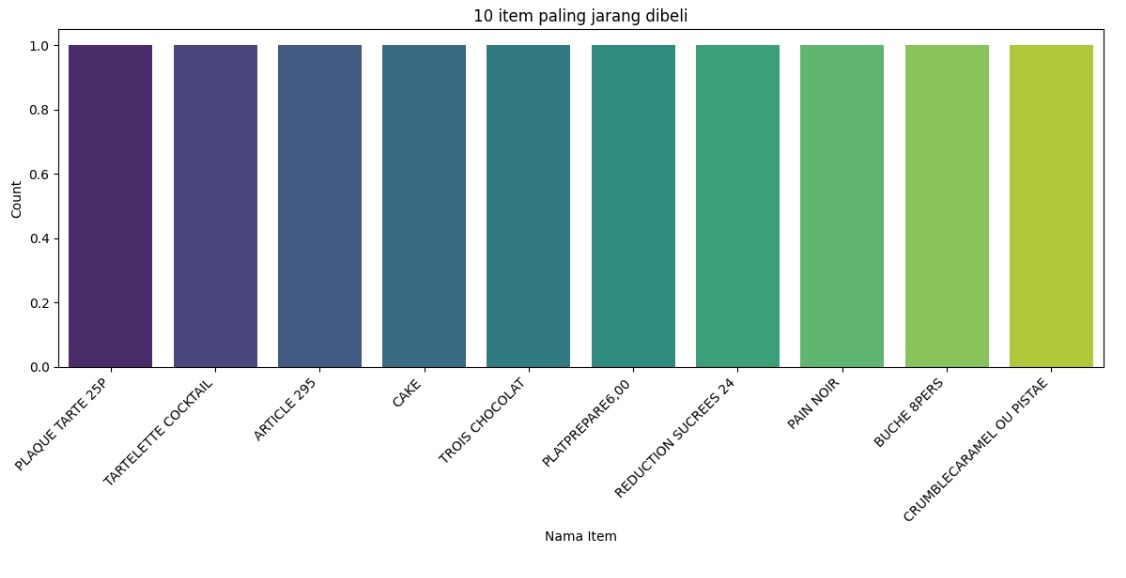 10 item paling jarang dibeli
Count
1.0
0.8
0.6
0.4
0.2
0.0
PLAQUE TARTE 25P
TARTELETTE COCKTAIL
ARTICLE 295
CAKE
TROIS CHOCOLAT
PLATPREPARE6,00
REDUCTION SUCREES 24
PAIN NOIR
BUCHE 8PERS
CRUMBLECARAMEL OU PISTAE
Nama Item